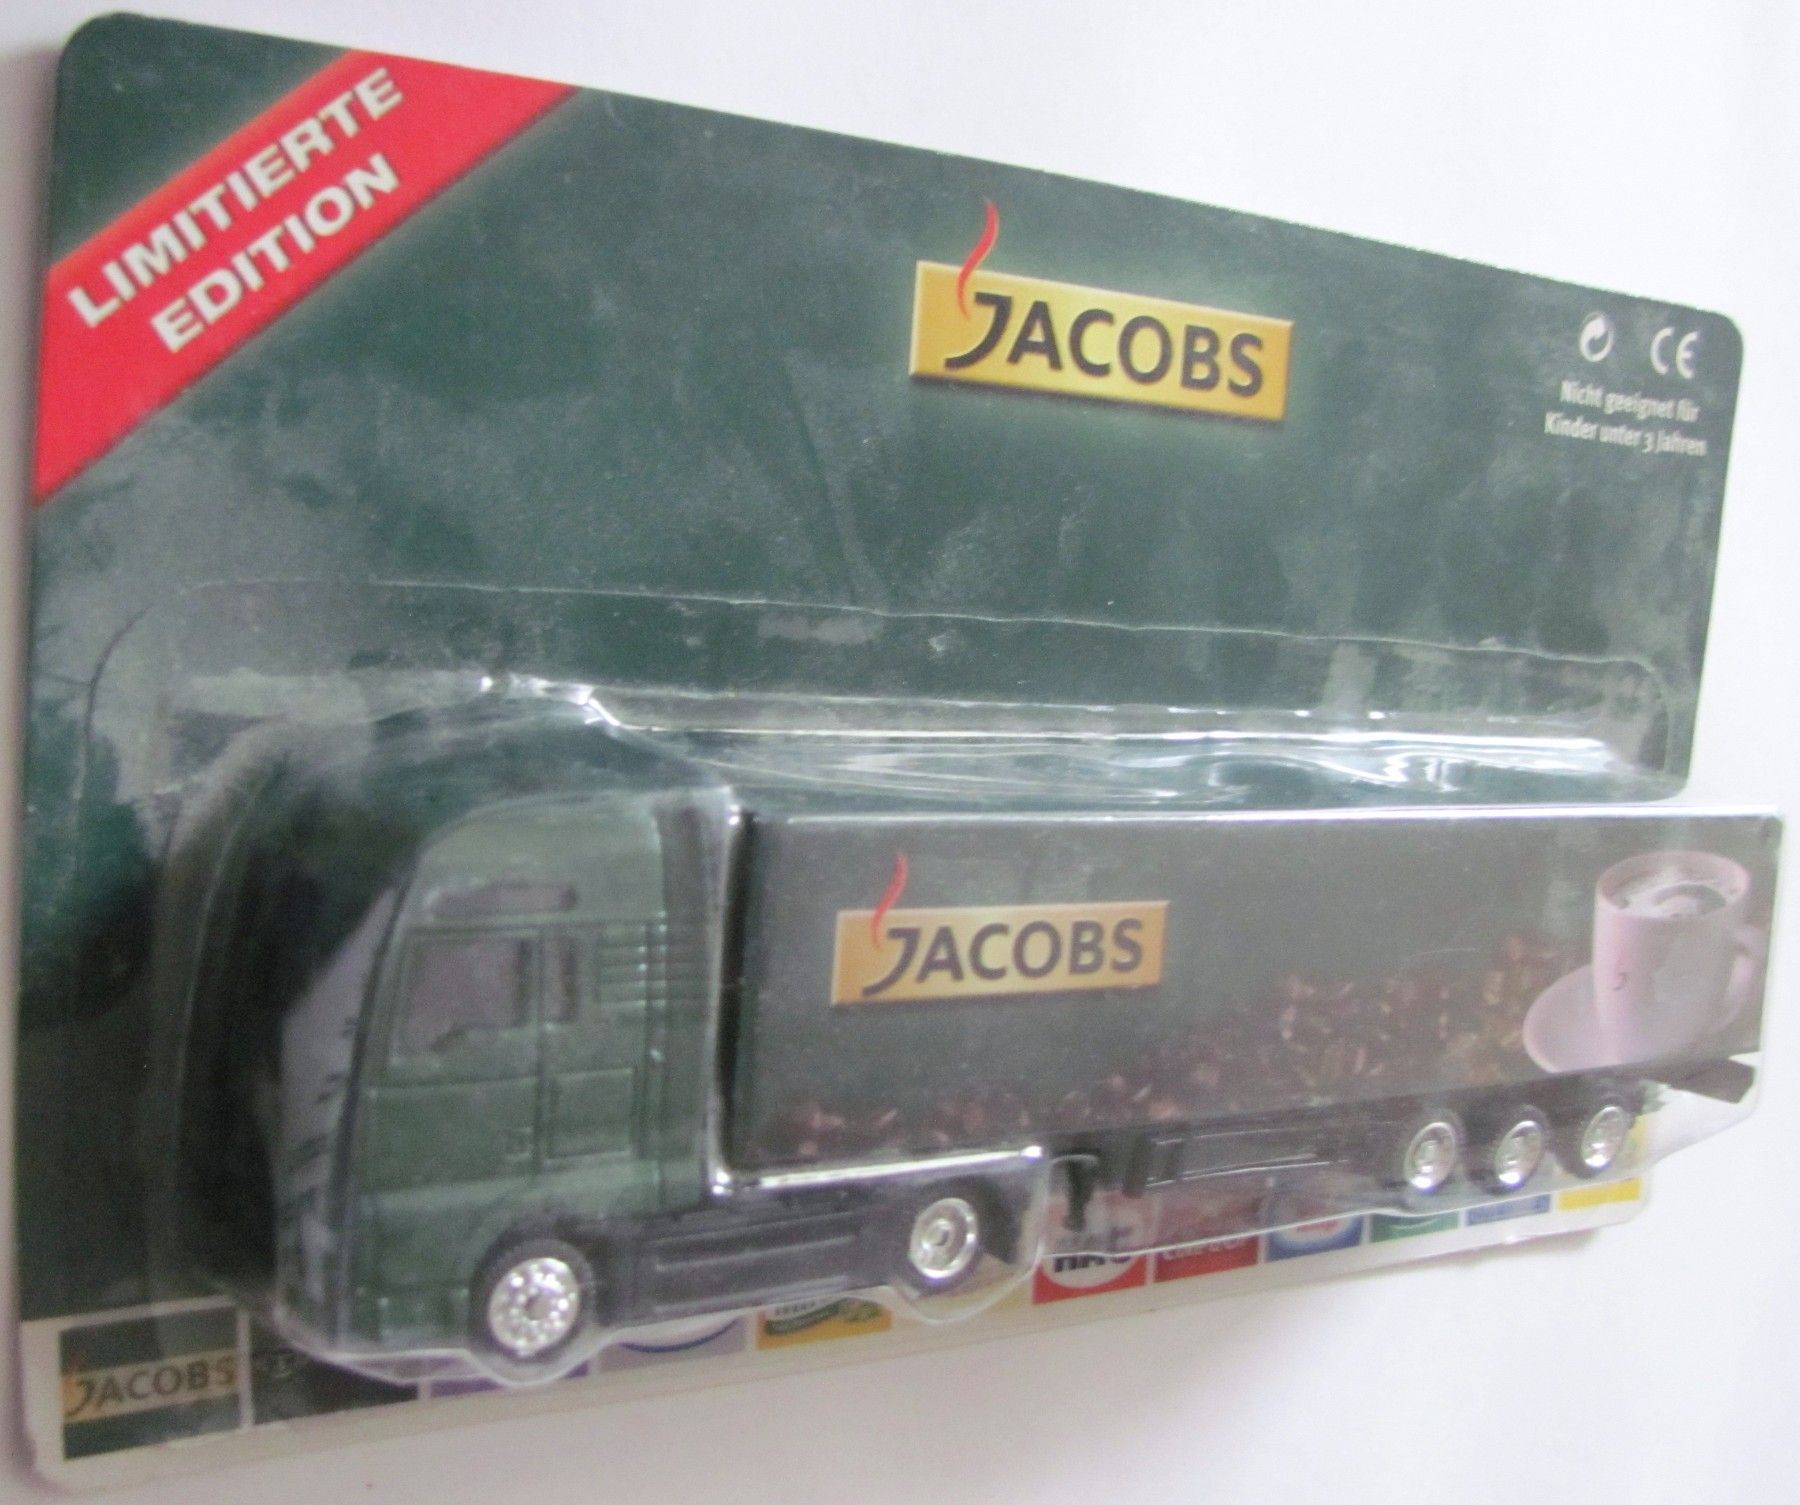 LIMITIERTE
EDITION
JACOBS
CE
Nicht geeignet für
Kinder unter 3 Jahren
JACOBS
JACOBS